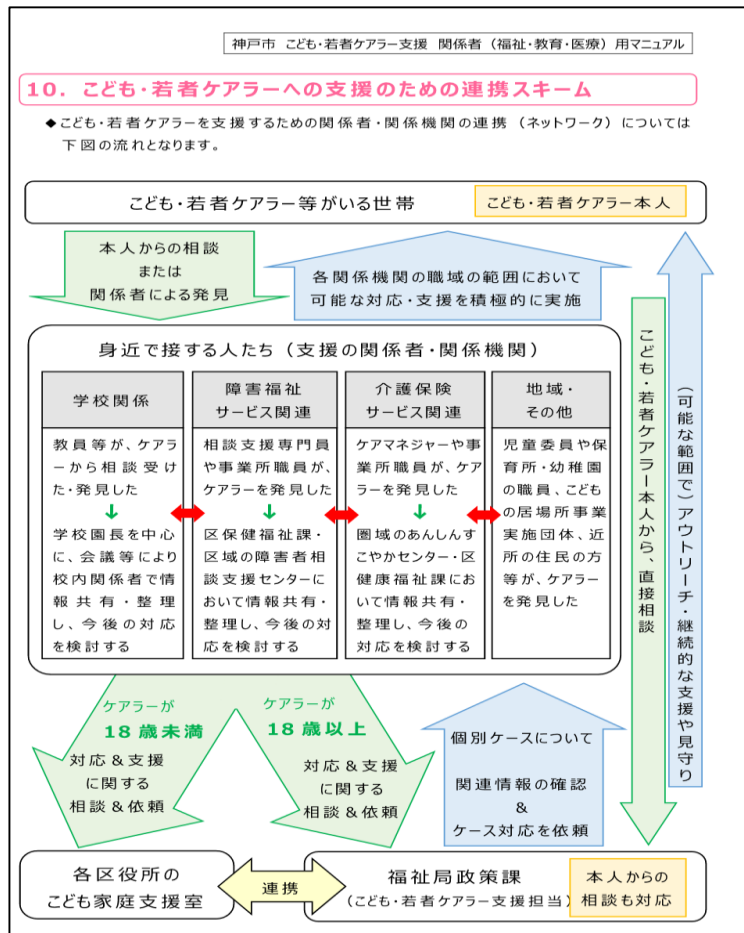 神戸市 こども・若者ケアラー支援 関係者（福祉・教育・医療）用マニュアル
10．こども・若者ケアラーへの支援のための連携スキーム
◆こども・若者ケアラーを支援するための関係者・関係機関の連携（ネットワーク）については
下図の流れとなります。
こども・若者ケアラー等がいる世帯
こども・若者ケアラー本人
本人からの相談
または
関係者による発見
各関係機関の職域の範囲において
可能な対応・支援を積極的に実施
身近で接する人たち（支援の関係者・関係機関）
学校関係
教員等が、ケアラ
ーから相談受け
た・発見した
↓
学校園長を中心
に、会議等により
校内関係者で情
報共有・整理
し、今後の対応
を検討する
障害福祉
サービス関連
相談支援専門員
や事業所職員が、
ケアラーを発見した
↓
区保健福祉課・
区域の障害者相
談支援センターに
おいて情報共有・
整理し、今後の対
応を検討する
介護保険
サービス関連
ケアマネジャーや事
業所職員が、ケア
ラーを発見した
↓
圏域のあんしんす
こやかセンター・区
健康福祉課にお
いて情報共有・整
理し、今後の対
応を検討する
地域・
その他
児童委員や保
育所・幼稚園
の職員、こども
の居場所事業
実施団体、近
所の住民の方
等が、ケアラー
を発見した
こども・若者ケアラー本人から、直接相談
（可能な範囲で）アウトリーチ・継続的な支援や見守り
ケアラーが
18歳未満
対応＆支援
に関する
相談＆依頼
ケアラーが
18歳以上
対応＆支援
に関する
相談＆依頼
個別ケースについて
関連情報の確認
＆
ケース対応を依頼
各区役所の
こども家庭支援室
連携
福祉局政策課
（こども・若者ケアラー支援担当）
本人からの
相談も対応